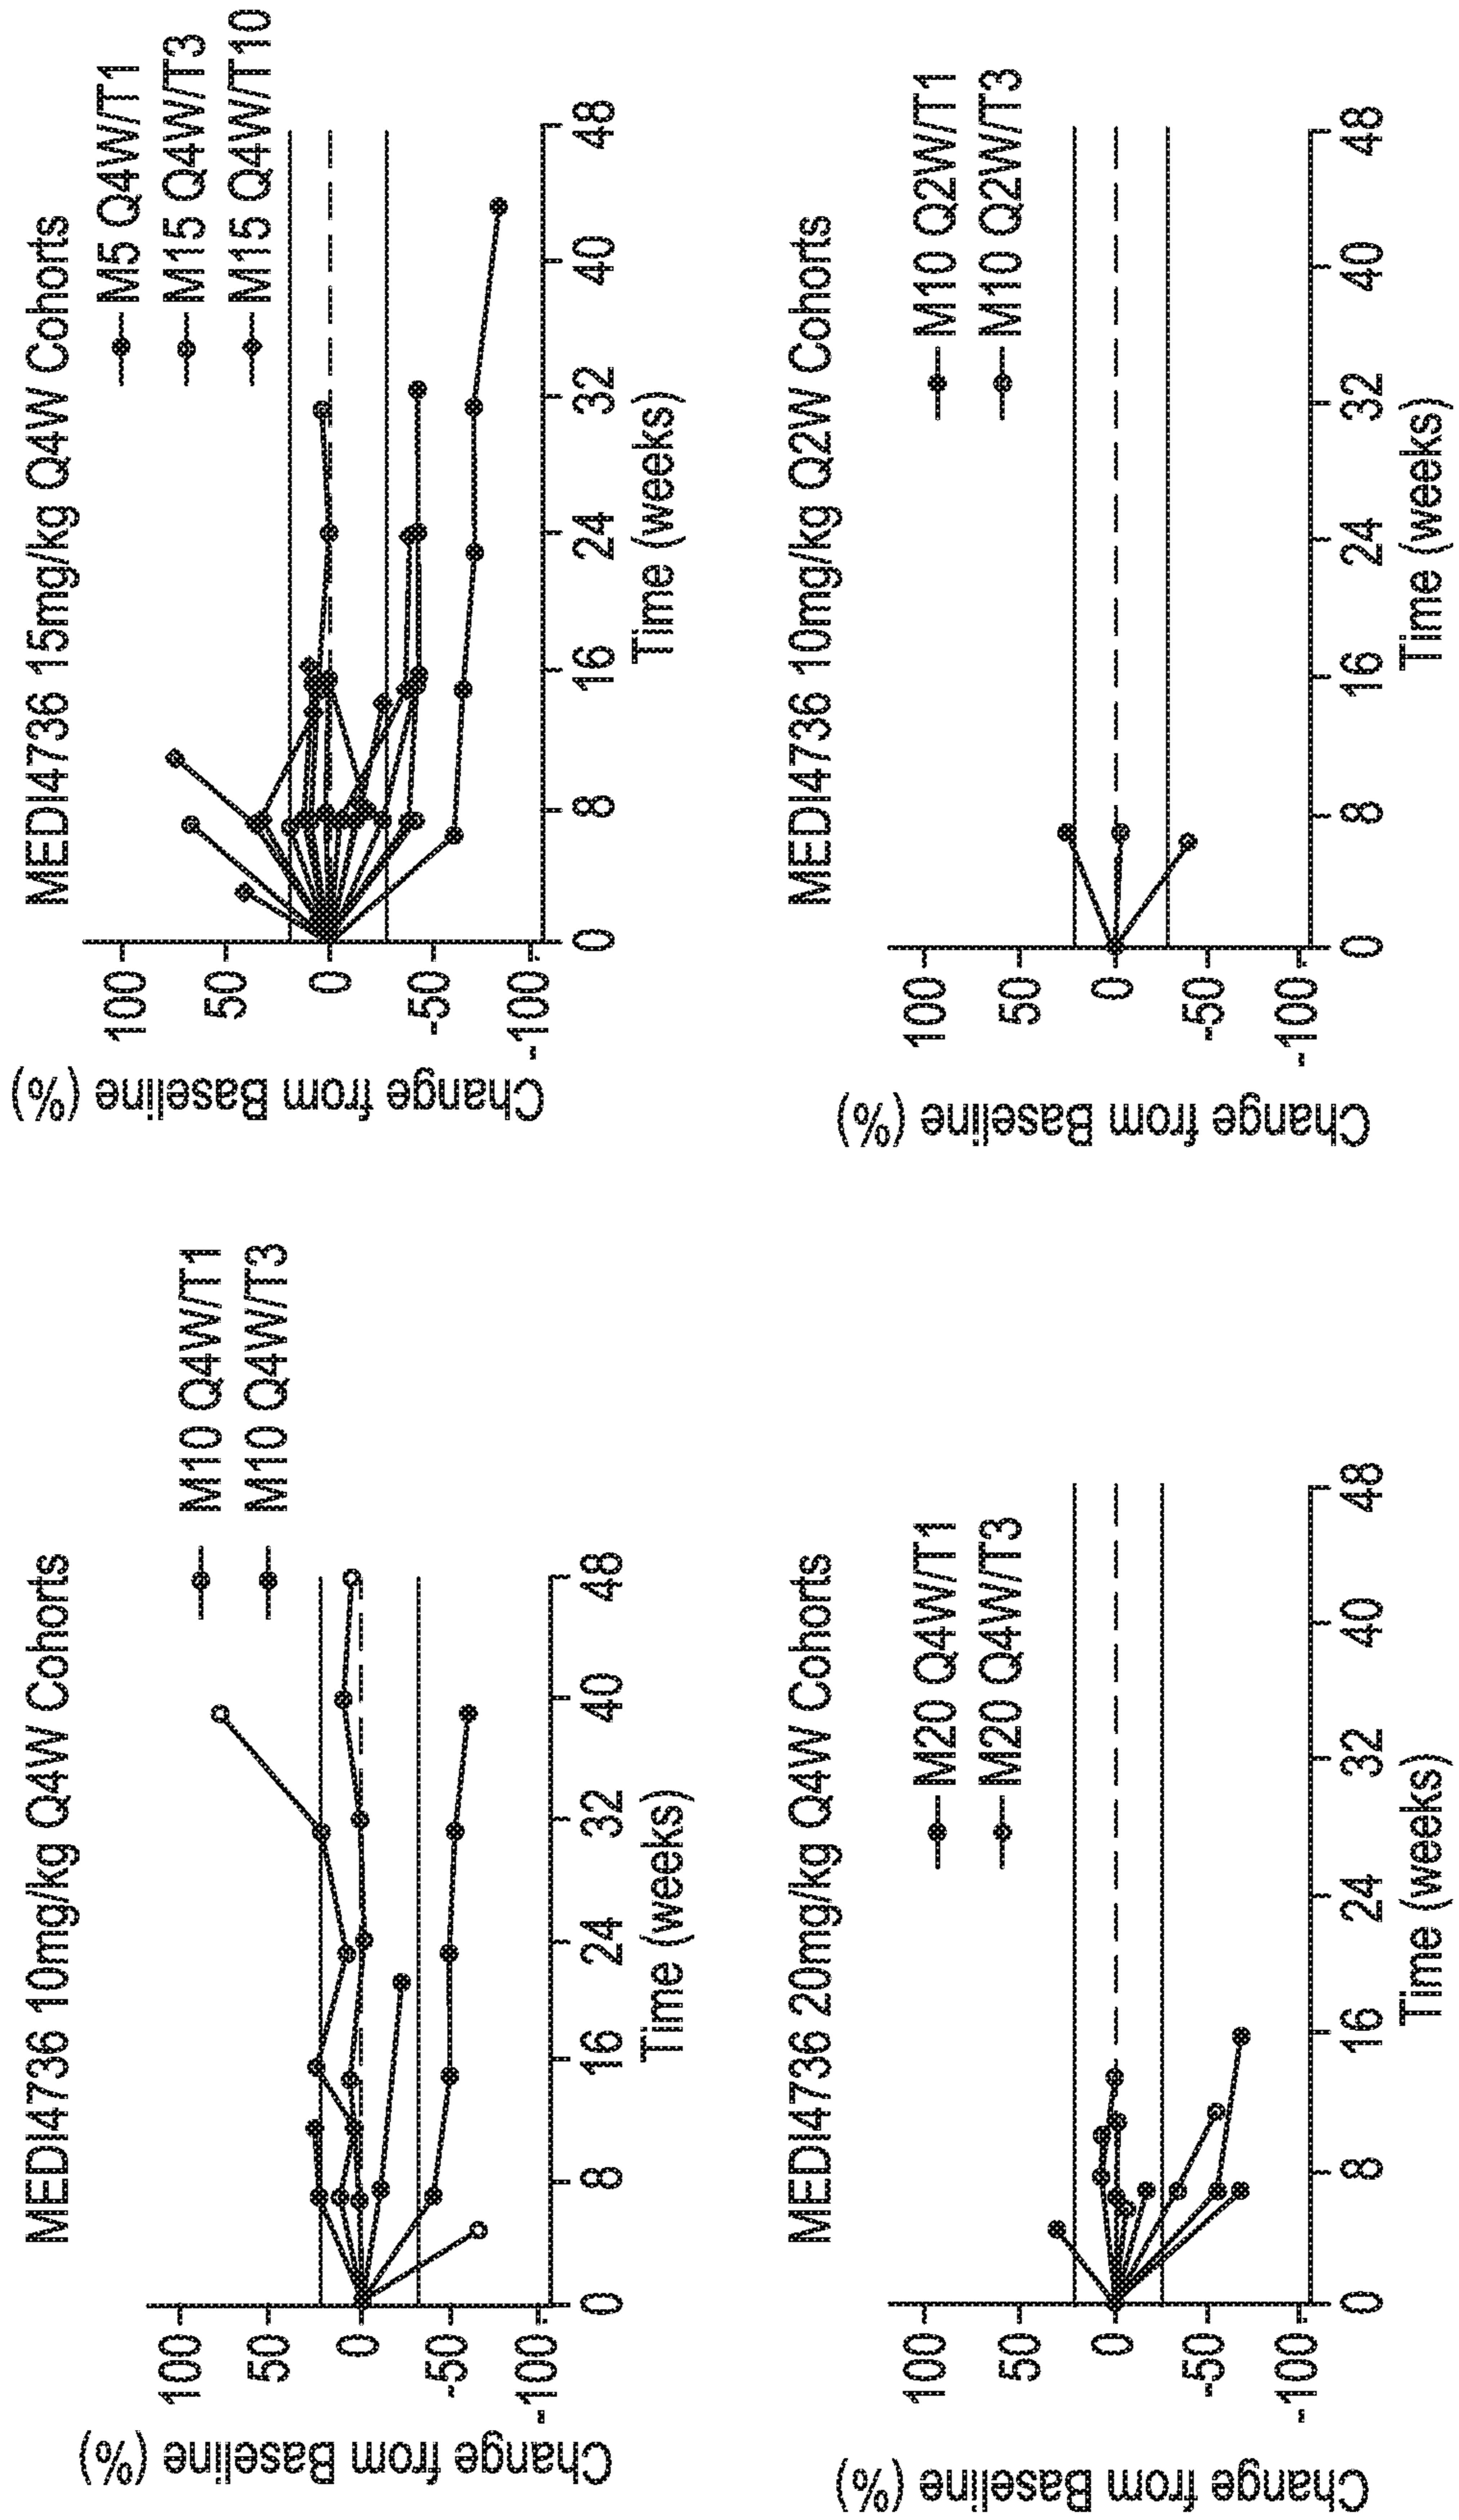 MEDI4736 10mg/kg Q4W Cohorts
M10 Q4W/T1
M10 Q4W/T3
Change from Baseline (%)
100
50
0
-50
-100
0 8 16 24 32 40 48
Time (weeks)
MEDI4736 15mg/kg Q4W Cohorts
M5 Q4W/T1
M15 Q4W/T3
M15 Q4W/T10
Change from Baseline (%)
100
50
0
-50
-100
0 8 16 24 32 40 48
Time (weeks)
MEDI4736 20mg/kg Q4W Cohorts
M20 Q4W/T1
M20 Q4W/T3
Change from Baseline (%)
100
50
0
-50
-100
0 8 16 24 32 40 48
Time (weeks)
MEDI4736 10mg/kg Q2W Cohorts
M10 Q2W/T1
M10 Q2W/T3
Change from Baseline (%)
100
50
0
-50
-100
0 8 16 24 32 40 48
Time (weeks)